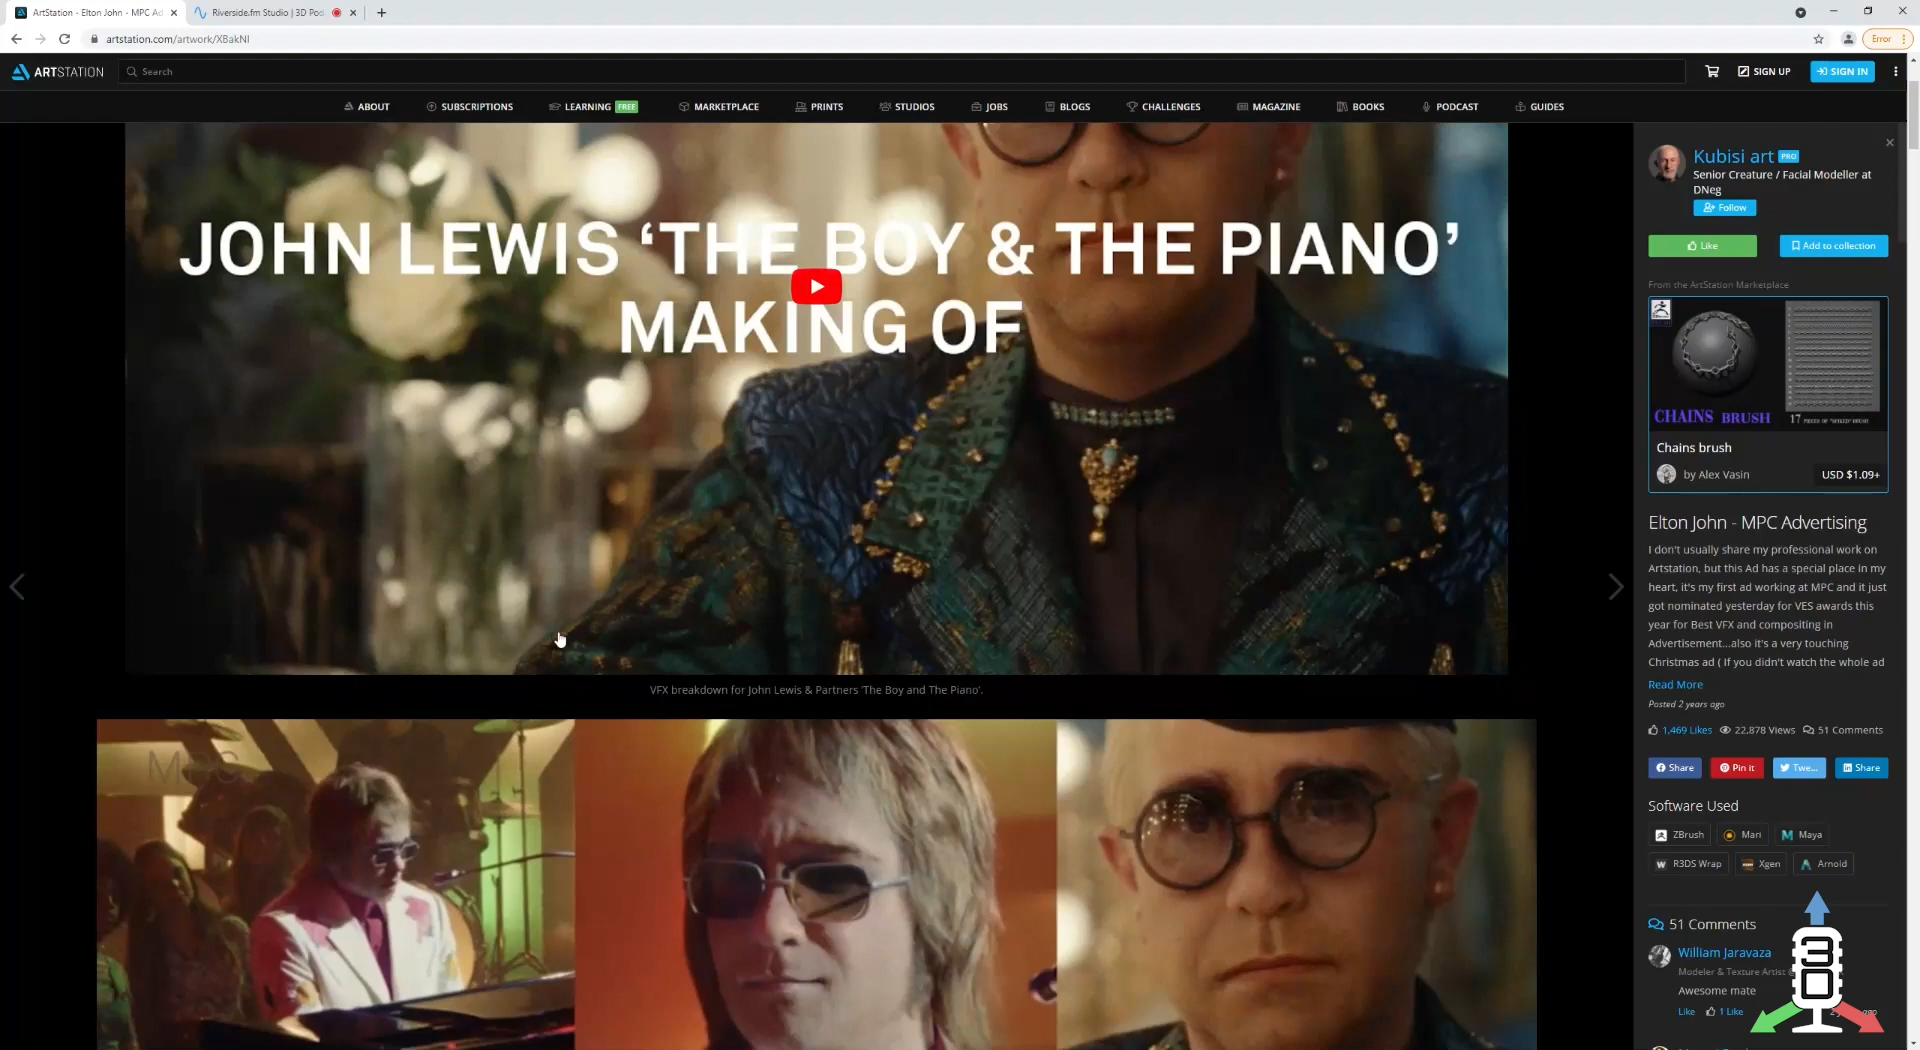 ArtStation - Elton John - MPC Ad
Riverside.fm Studio | 3D Pod
artstation.com/artwork/XBakNl
Error
ARTSTATION
Search
SIGN UP
SIGN IN
ABOUT
SUBSCRIPTIONS
LEARNING FREE
MARKETPLACE
PRINTS
STUDIOS
JOBS
BLOGS
CHALLENGES
MAGAZINE
BOOKS
PODCAST
GUIDES
JOHN LEWIS ‘THE BOY & THE PIANO’
MAKING OF
VFX breakdown for John Lewis & Partners 'The Boy and The Piano'.
MPC
Kubisi art PRO
Senior Creature / Facial Modeller at
DNeg
Follow
Like
Add to collection
From the ArtStation Marketplace
CHAINS BRUSH
Chains brush
by Alex Vasin
USD $1.09+
Elton John - MPC Advertising
I don't usually share my professional work on
Artstation, but this Ad has a special place in my
heart, it's my first ad working at MPC and it just
got nominated yesterday for VES awards this
year for Best VFX and compositing in
Advertisement...also it's a very touching
Christmas ad ( If you didn't watch the whole ad
Read More
Posted 2 years ago
1,469 Likes
22,878 Views
51 Comments
Share
Pin it
Twe...
Share
Software Used
ZBrush
Mari
Maya
R3DS Wrap
Xgen
Arnold
51 Comments
William Jaravaza
Modeler & Texture Artist @
Awesome mate
Like
1 Like
3D